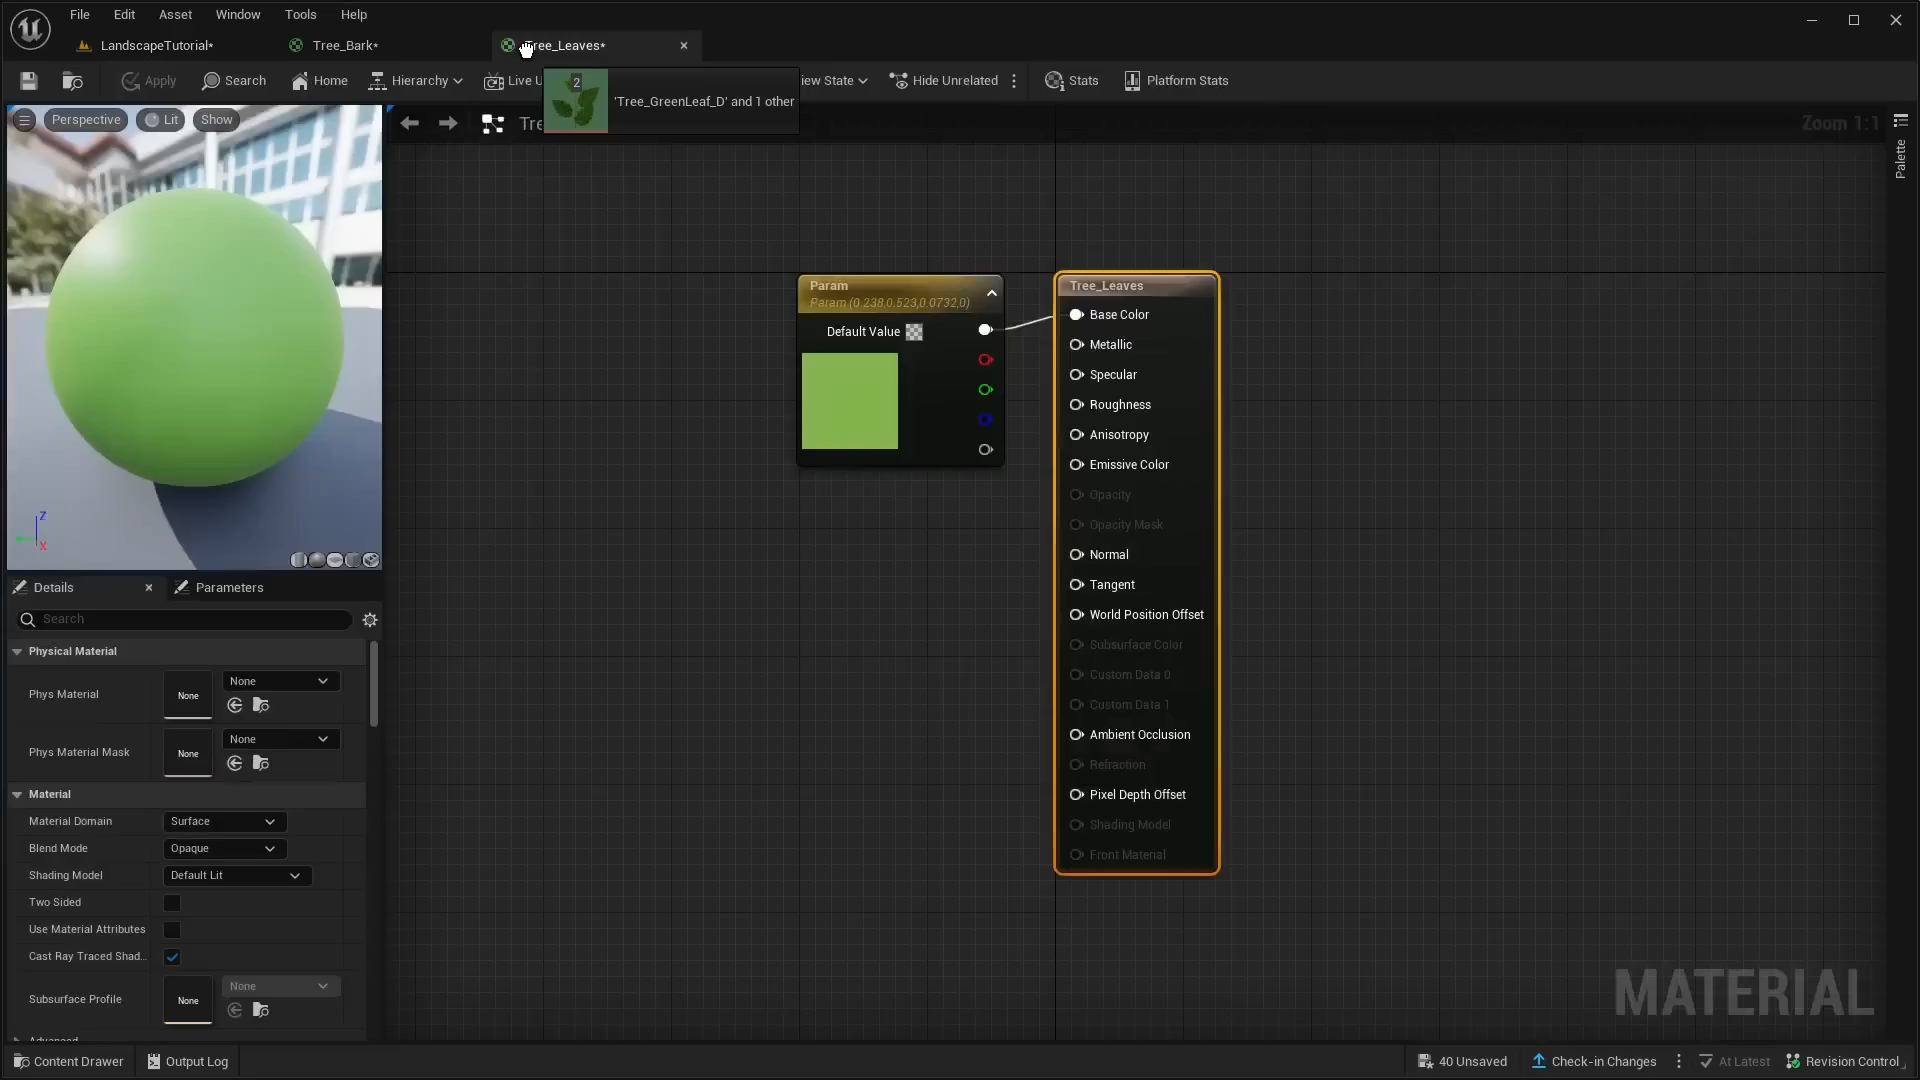 File Edit Asset Window Tools Help
LandscapeTutorial* Tree_Bark* Tree_Leaves*
Apply Search Home Hierarchy Live U iew State Hide Unrelated Stats Platform Stats
2 'Tree_GreenLeaf_D' and 1 other
Perspective Lit Show
Tre
Zoom 1:1
Palette
Param
Param (0.238,0.523,0.0732,0)
Default Value
Tree_Leaves
Base Color
Metallic
Specular
Roughness
Anisotropy
Emissive Color
Opacity
Opacity Mask
Normal
Tangent
World Position Offset
Subsurface Color
Custom Data 0
Custom Data 1
Ambient Occlusion
Refraction
Pixel Depth Offset
Shading Model
Front Material
Z
X
Details Parameters
Search
Physical Material
Phys Material None None
Phys Material Mask None None
Material
Material Domain Surface
Blend Mode Opaque
Shading Model Default Lit
Two Sided
Use Material Attributes
Cast Ray Traced Shad...
Subsurface Profile None None
Advanced
MATERIAL
Content Drawer Output Log 40 Unsaved Check-in Changes At Latest Revision Control